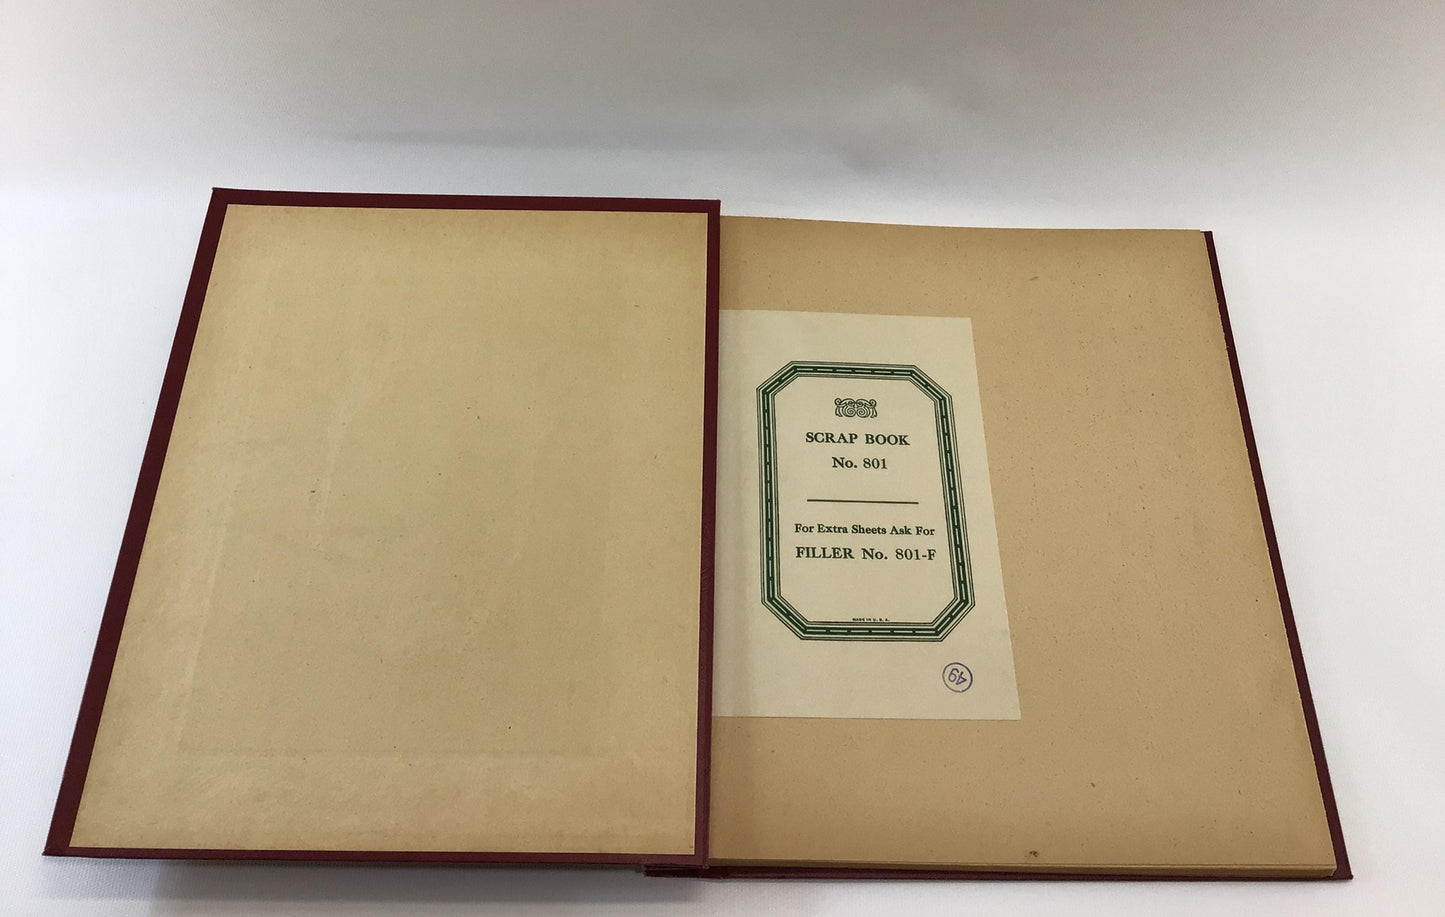 SCRAP BOOK
No. 801
For Extra Sheets Ask For
FILLER No. 801-F
MADE IN U. S. A.
49